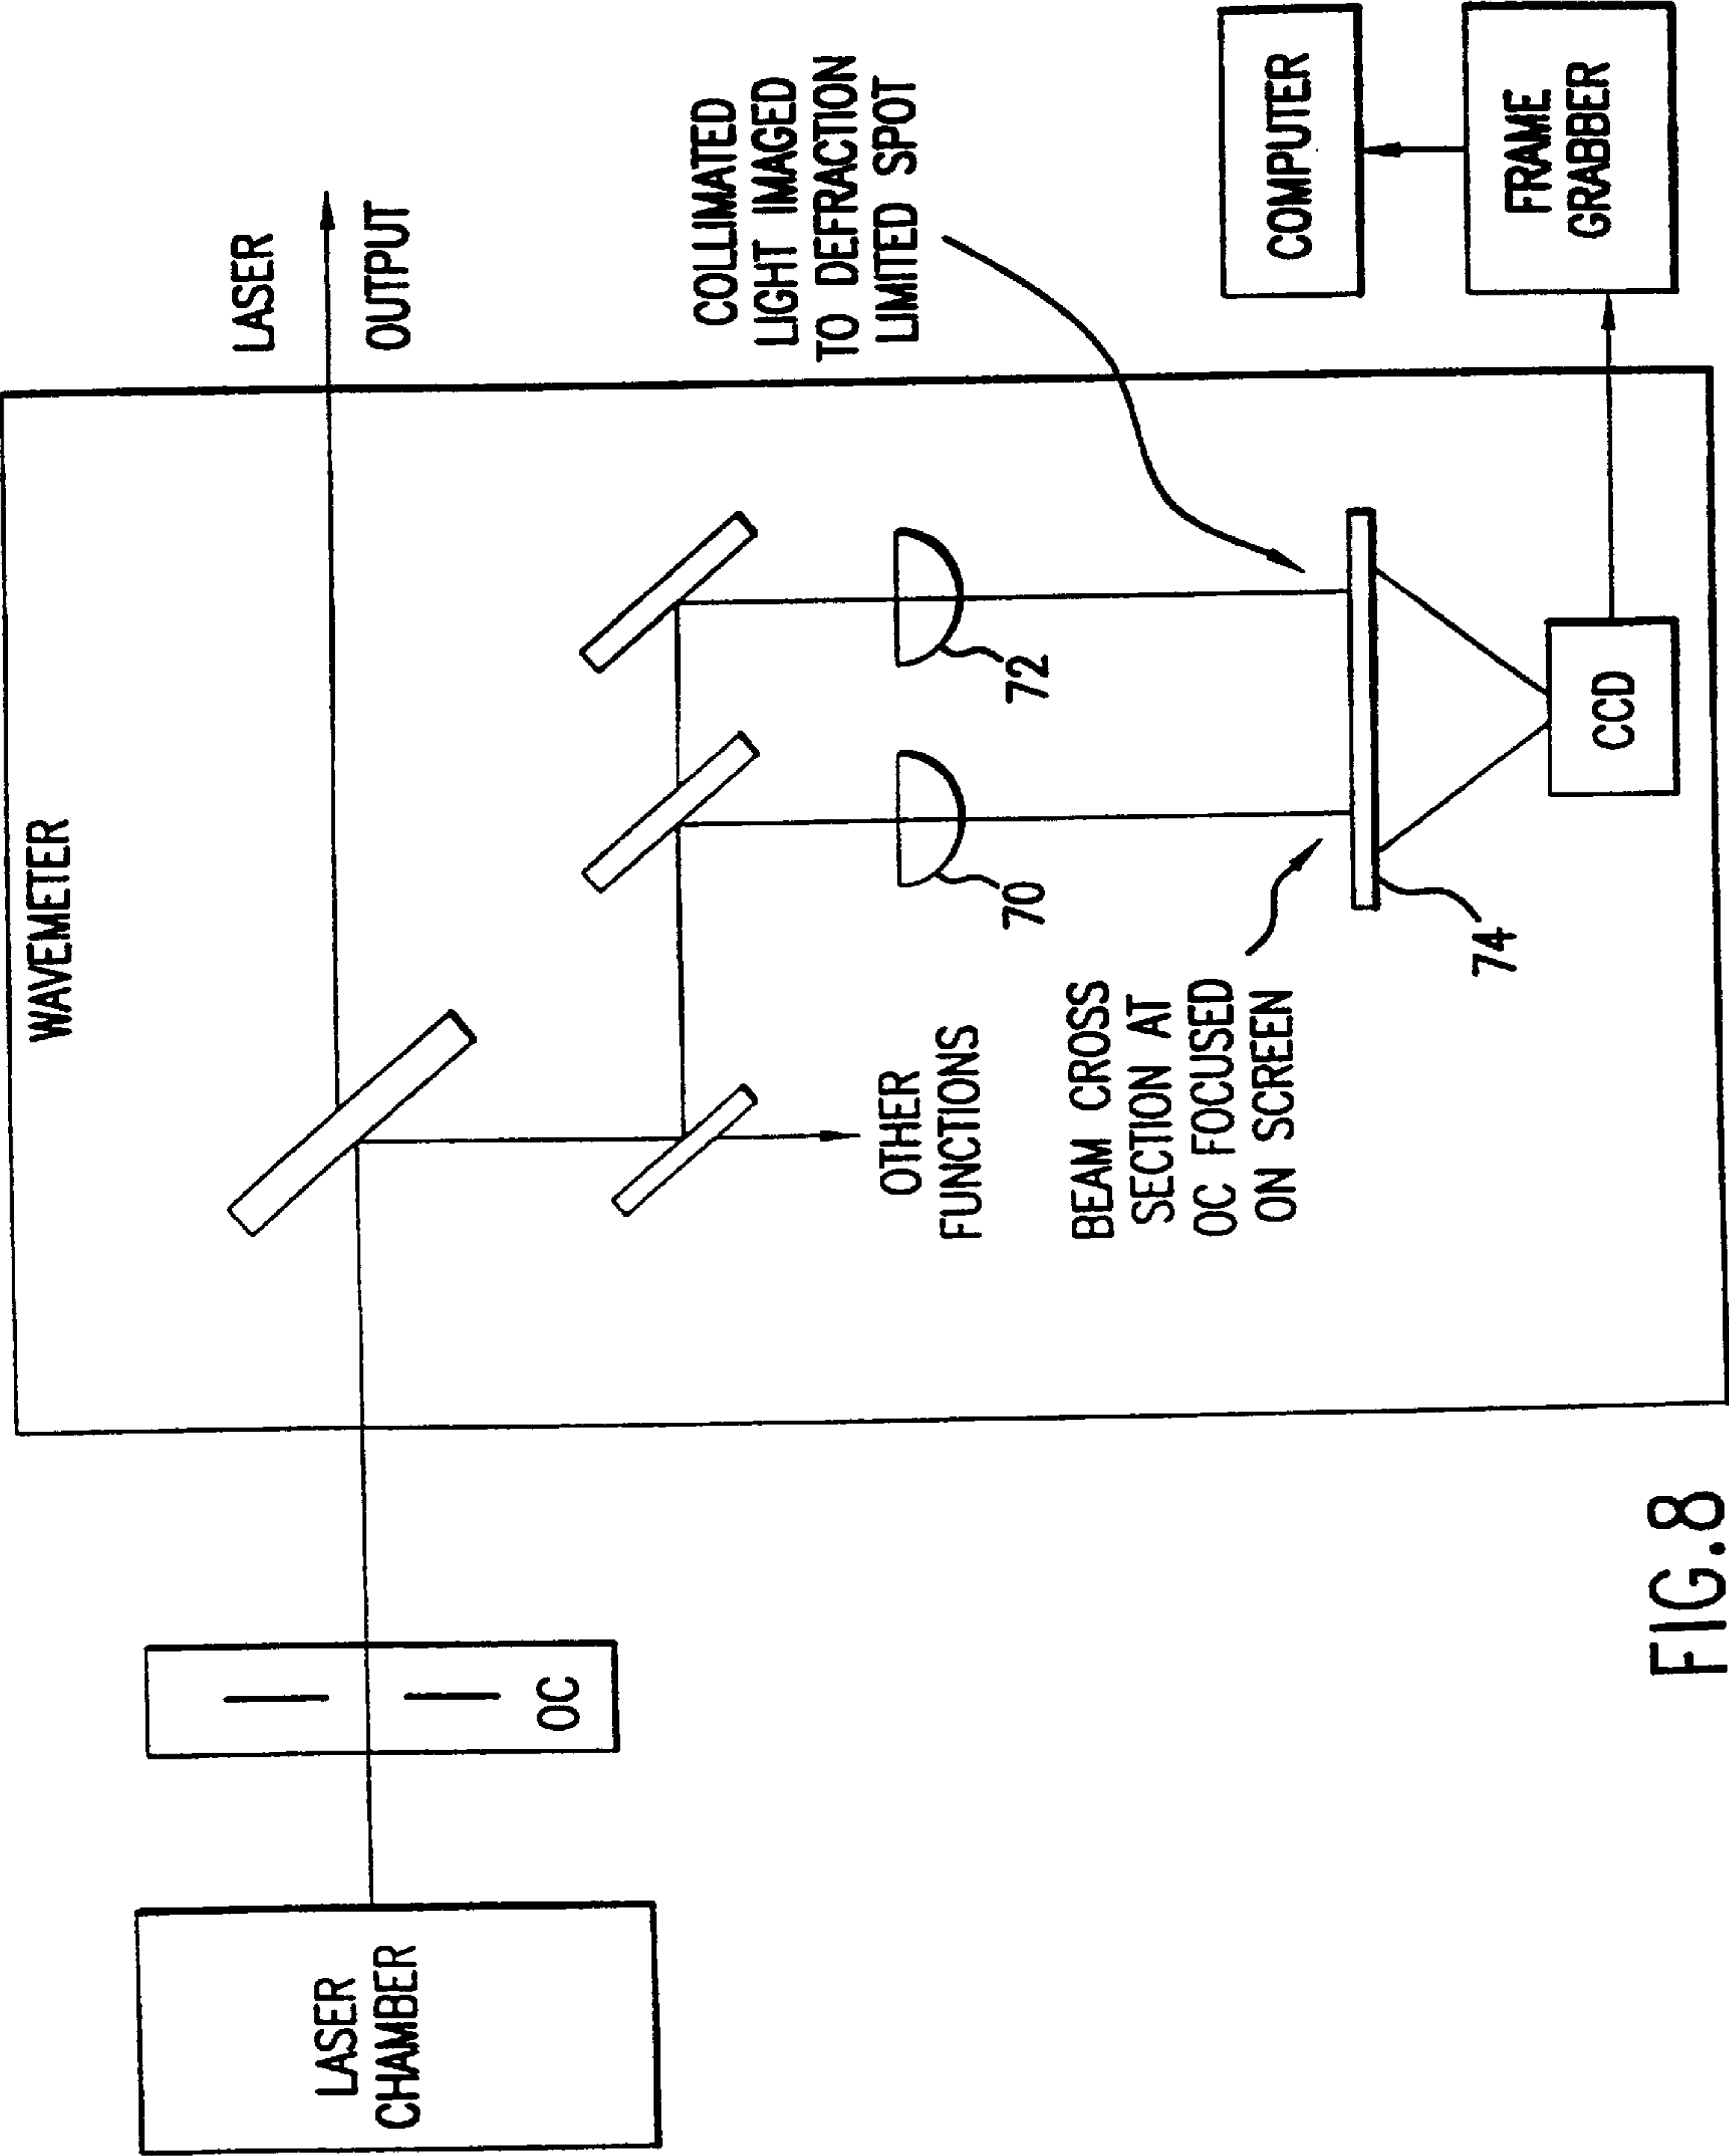 WAVEMETER
LASER
OUTPUT
COLLIMATED
LIGHT IMAGED
TO DEFRACTION
LIMITED SPOT
LASER
CHAMBER
OC
OTHER
FUNCTIONS
70
72
BEAM CROSS
SECTION AT
OC FOCUSED
ON SCREEN
74
CCD
COMPUTER
FRAME
GRABBER
FIG.8